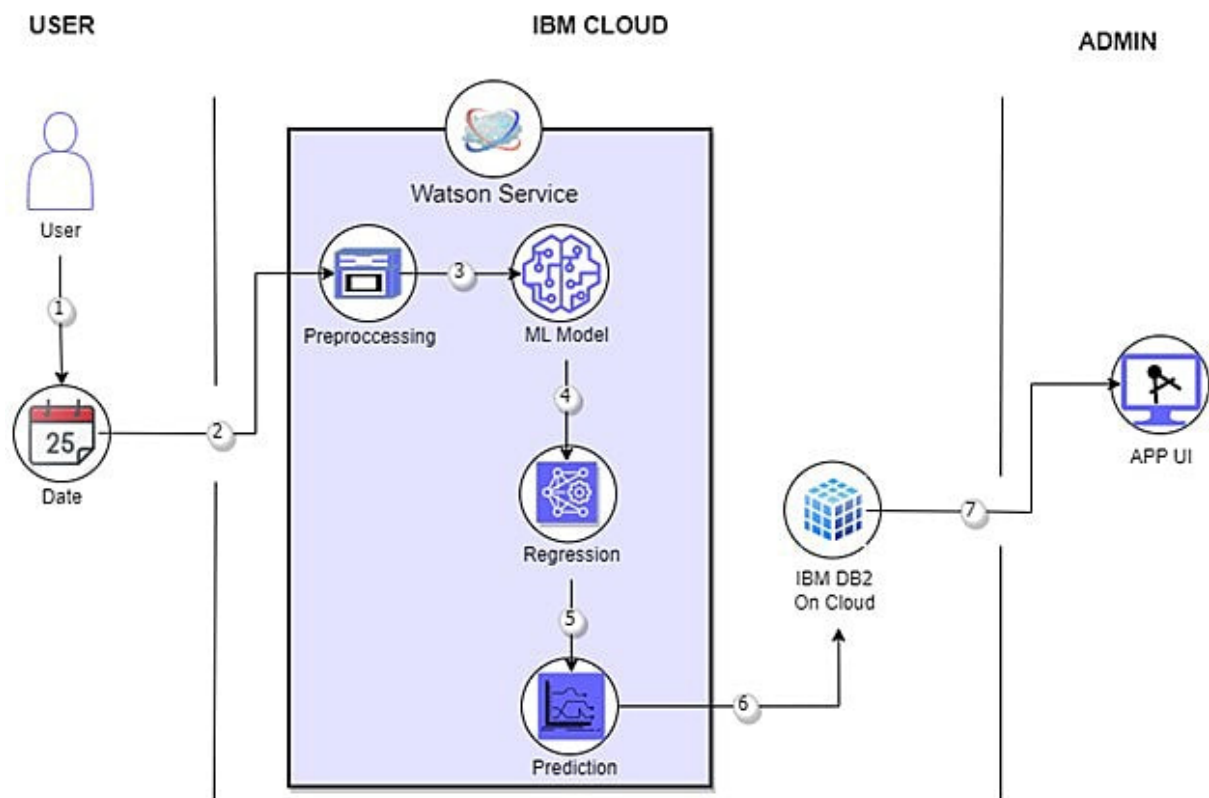 USER
IBM CLOUD
ADMIN
Watson Service
User
1
3
Preproccessing
ML Model
2
25
Date
4
APP UI
Regression
7
IBM DB2
On Cloud
5
6
Prediction